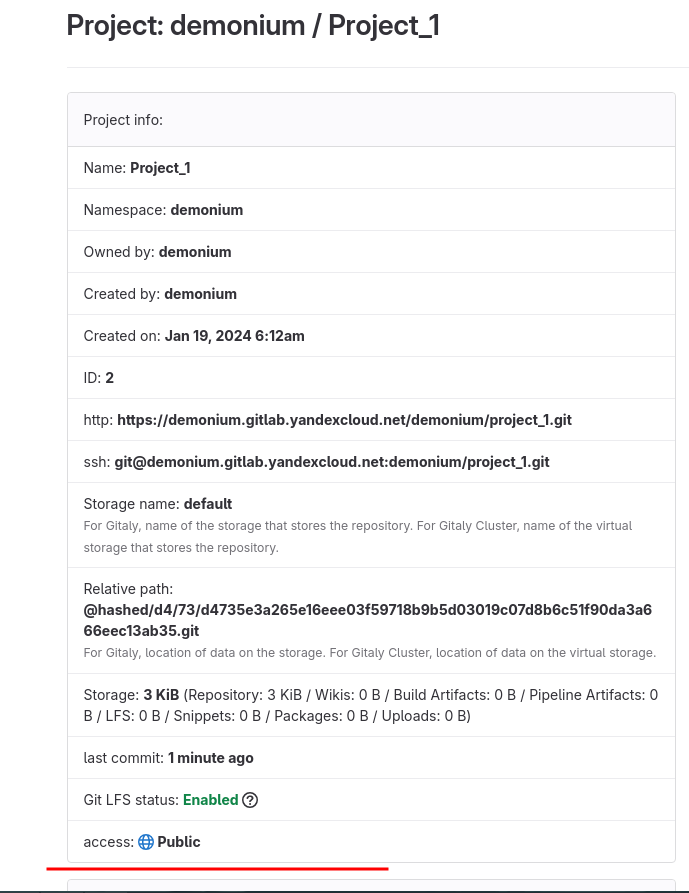 Project: demonium / Project_1
Project info:
Name: Project_1
Namespace: demonium
Owned by: demonium
Created by: demonium
Created on: Jan 19, 2024 6:12am
ID: 2
http: https://demonium.gitlab.yandexcloud.net/demonium/project_1.git
ssh: git@demonium.gitlab.yandexcloud.net:demonium/project_1.git
Storage name: default
For Gitaly, name of the storage that stores the repository. For Gitaly Cluster, name of the virtual
storage that stores the repository.
Relative path:
@hashed/d4/73/d4735e3a265e16eee03f59718b9b5d03019c07d8b6c51f90da3a6
66eec13ab35.git
For Gitaly, location of data on the storage. For Gitaly Cluster, location of data on the virtual storage.
Storage: 3 KiB (Repository: 3 KiB / Wikis: 0 B / Build Artifacts: 0 B / Pipeline Artifacts: 0
B / LFS: 0 B / Snippets: 0 B / Packages: 0 B / Uploads: 0 B)
last commit: 1 minute ago
Git LFS status: Enabled
access: Public